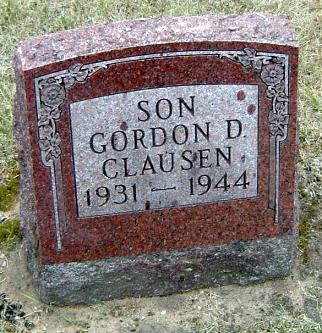 SON
GORDON D.
CLAUSEN
1931 — 1944